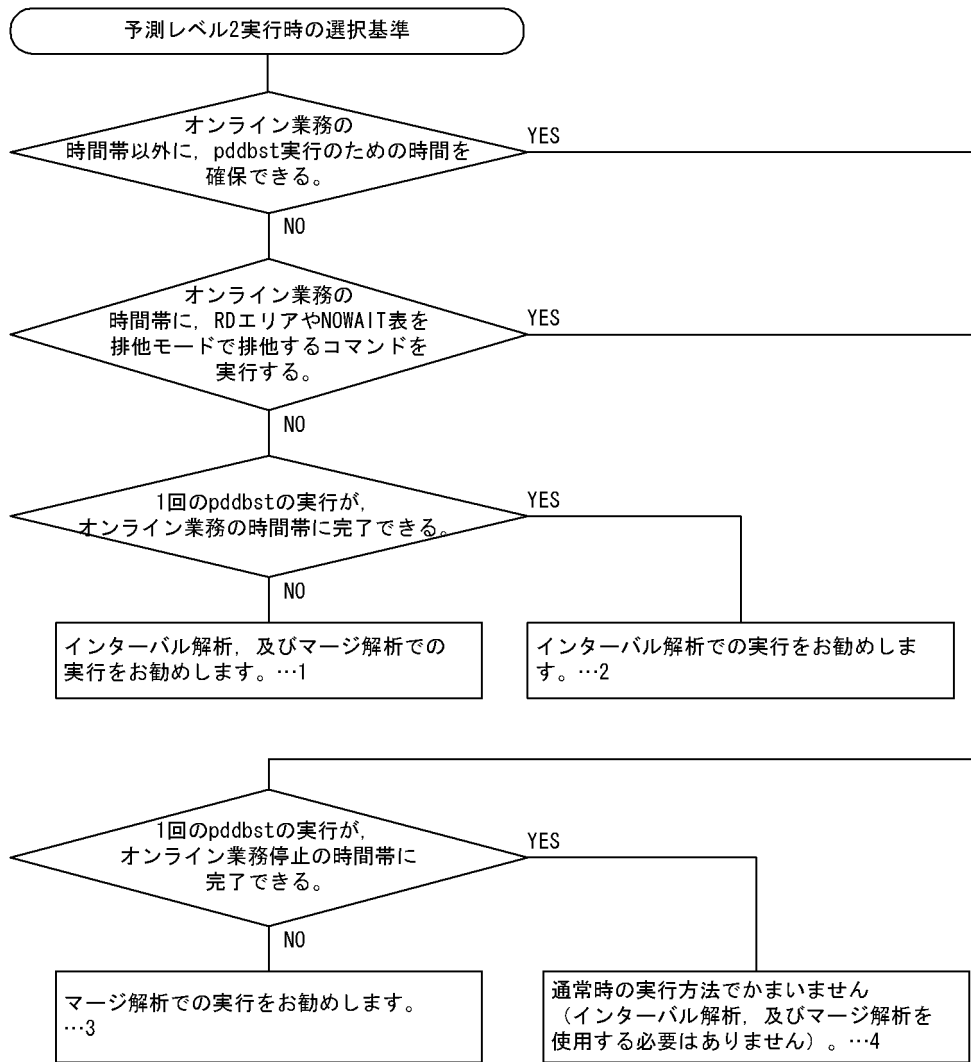 予測レベル2実行時の選択基準
オンライン業務の
時間帯以外に，pddbst実行のための時間を
確保できる。
YES
NO
オンライン業務の
時間帯に，RDエリアやNOWAIT表を
排他モードで排他するコマンドを
実行する。
YES
NO
1回のpddbstの実行が，
オンライン業務の時間帯に完了できる。
YES
NO
インターバル解析，及びマージ解析での
実行をお勧めします。…1
インターバル解析での実行をお勧めしま
す。…2
1回のpddbstの実行が，
オンライン業務停止の時間帯に
完了できる。
YES
NO
マージ解析での実行をお勧めします。
…3
通常時の実行方法でかまいません
（インターバル解析，及びマージ解析を
使用する必要はありません）。…4